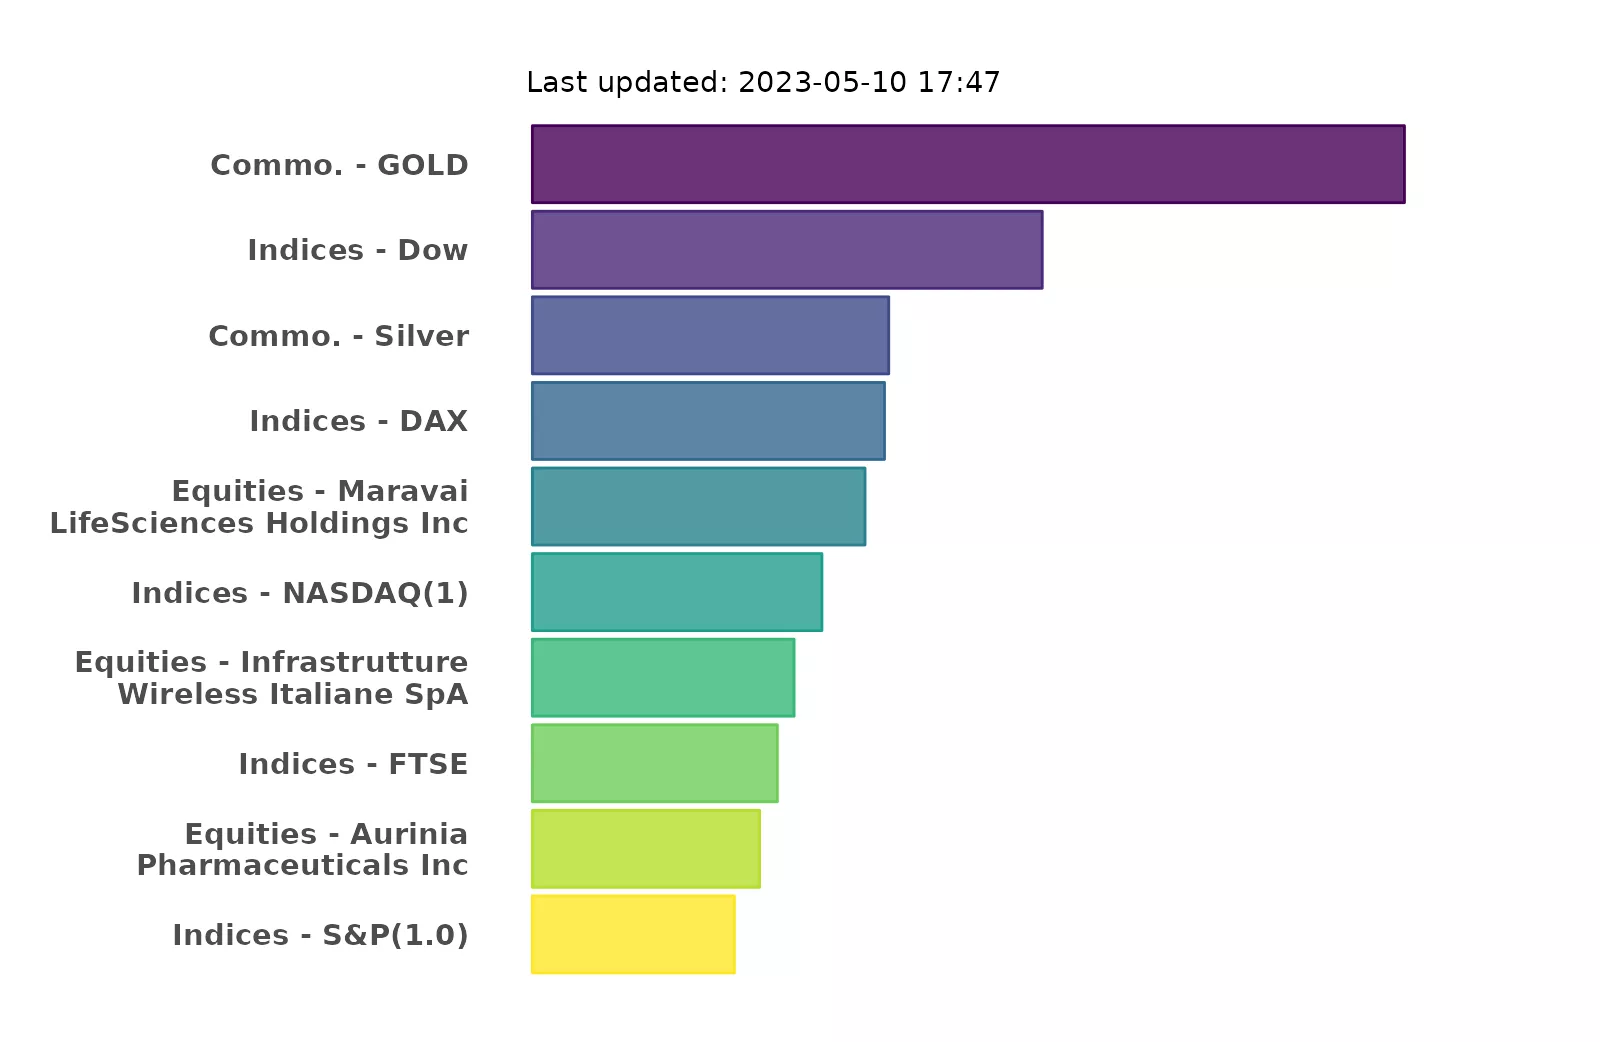 Last updated: 2023-05-10 17:47
Commo. - GOLD
Indices - Dow
Commo. - Silver
Indices - DAX
Equities - Maravai
LifeSciences Holdings Inc
Indices - NASDAQ(1)
Equities - Infrastrutture
Wireless Italiane SpA
Indices - FTSE
Equities - Aurinia
Pharmaceuticals Inc
Indices - S&P(1.0)